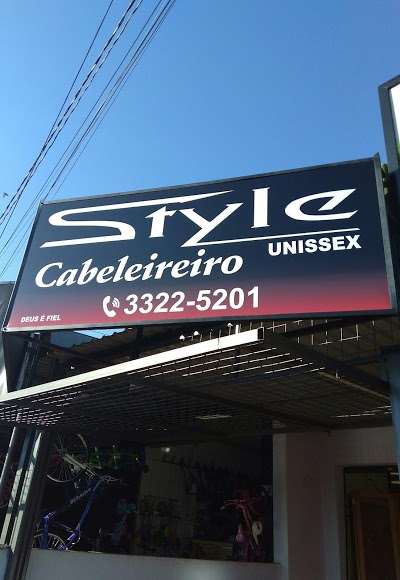 Style
UNISSEX
Cabeleireiro
3322-5201
DEUS É FIEL